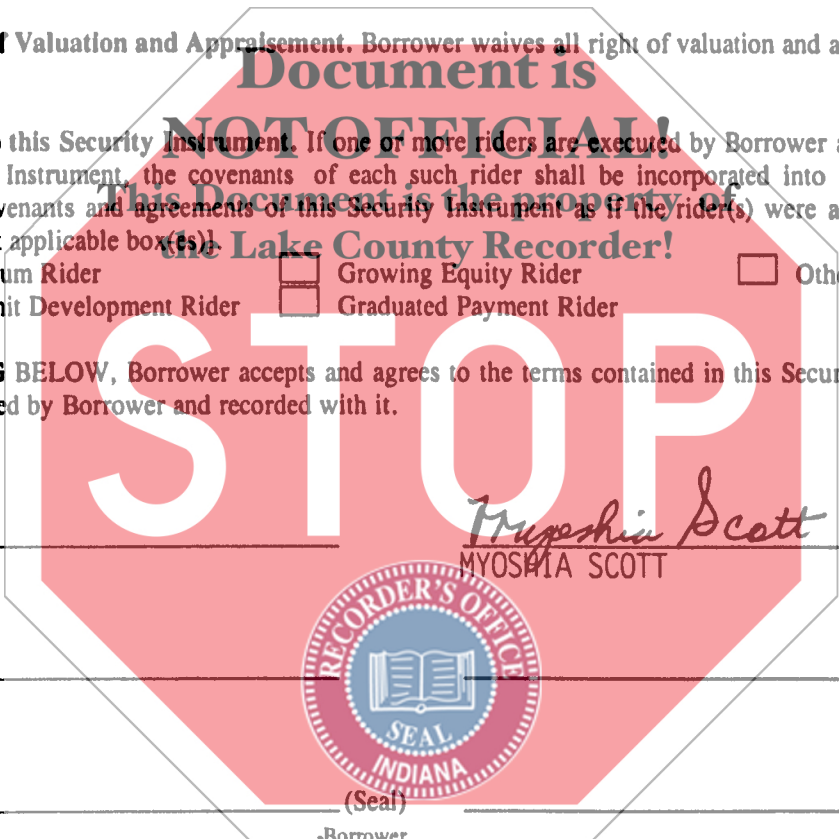 Valuation and Appraisement. Borrower waives all right of valuation and a
Document is
this Security Instrument. If one or more riders are executed by Borrower a
NOT OFFICIAL!
Instrument, the covenants of each such rider shall be incorporated into
This Document is the property of
venants and agreements of this Security Instrument as if the rider(s) were a
applicable box(es)].
the Lake County Recorder!
um Rider Growing Equity Rider Othe
nit Development Rider Graduated Payment Rider
G BELOW, Borrower accepts and agrees to the terms contained in this Secur
ed by Borrower and recorded with it.
STOP
Myoshia Scott
MYOSHIA SCOTT
RECORDER'S OFFICE
SEAL
INDIANA
(Seal)
-Borrower